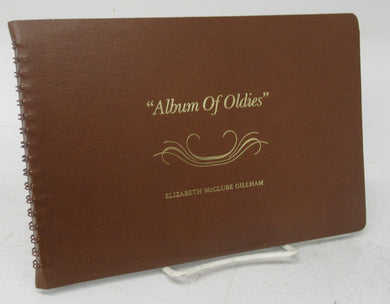 “Album Of Oldies”
ELIZABETH McCLURE GILLHAM